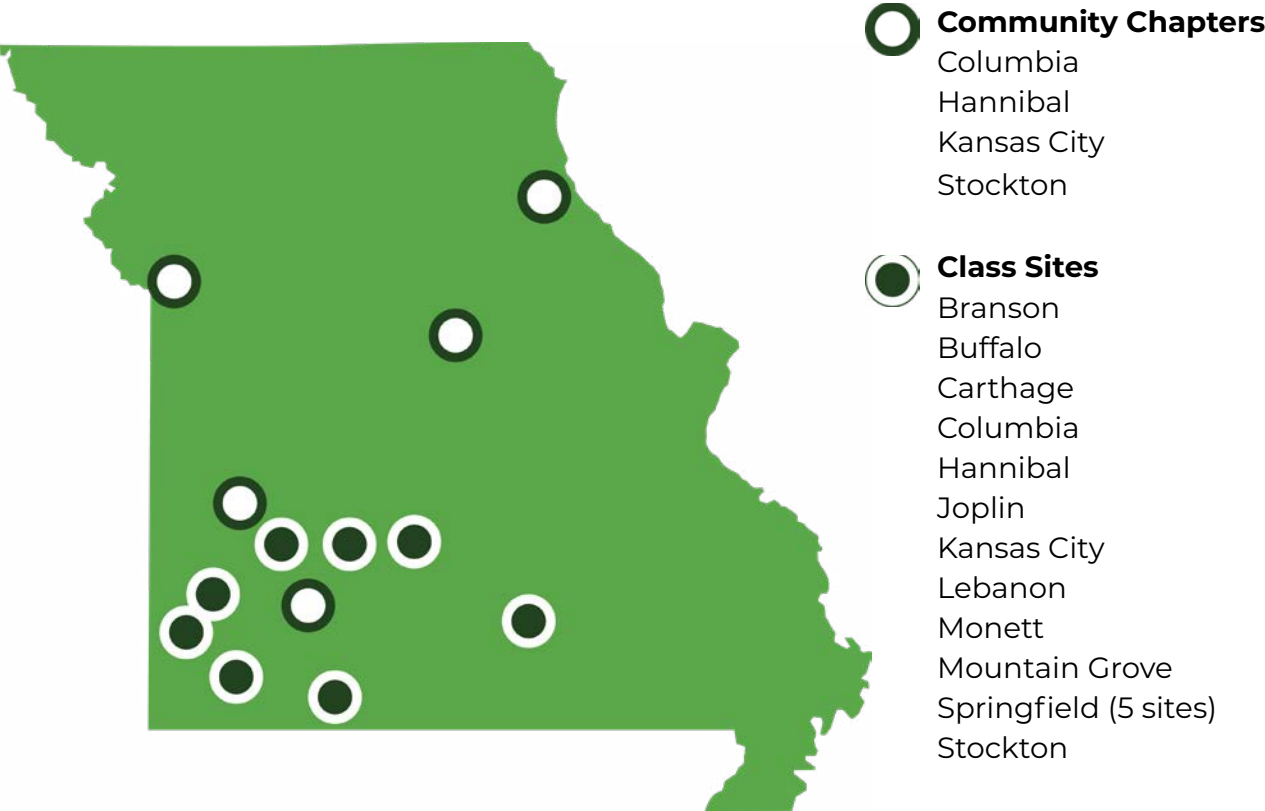 Community Chapters
Columbia
Hannibal
Kansas City
Stockton
Class Sites
Branson
Buffalo
Carthage
Columbia
Hannibal
Joplin
Kansas City
Lebanon
Monett
Mountain Grove
Springfield (5 sites)
Stockton